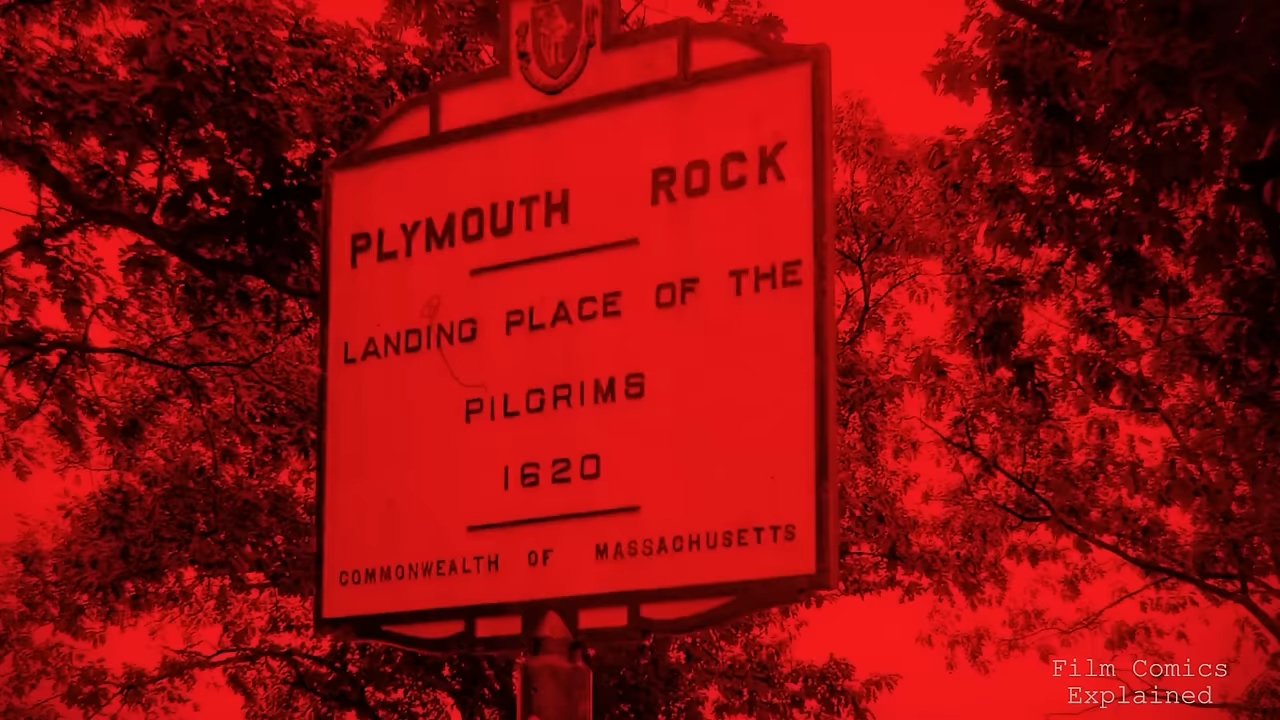 PLYMOUTH ROCK
LANDING PLACE OF THE
PILGRIMS
1620
COMMONWEALTH OF MASSACHUSETTS
Film Comics
Explained